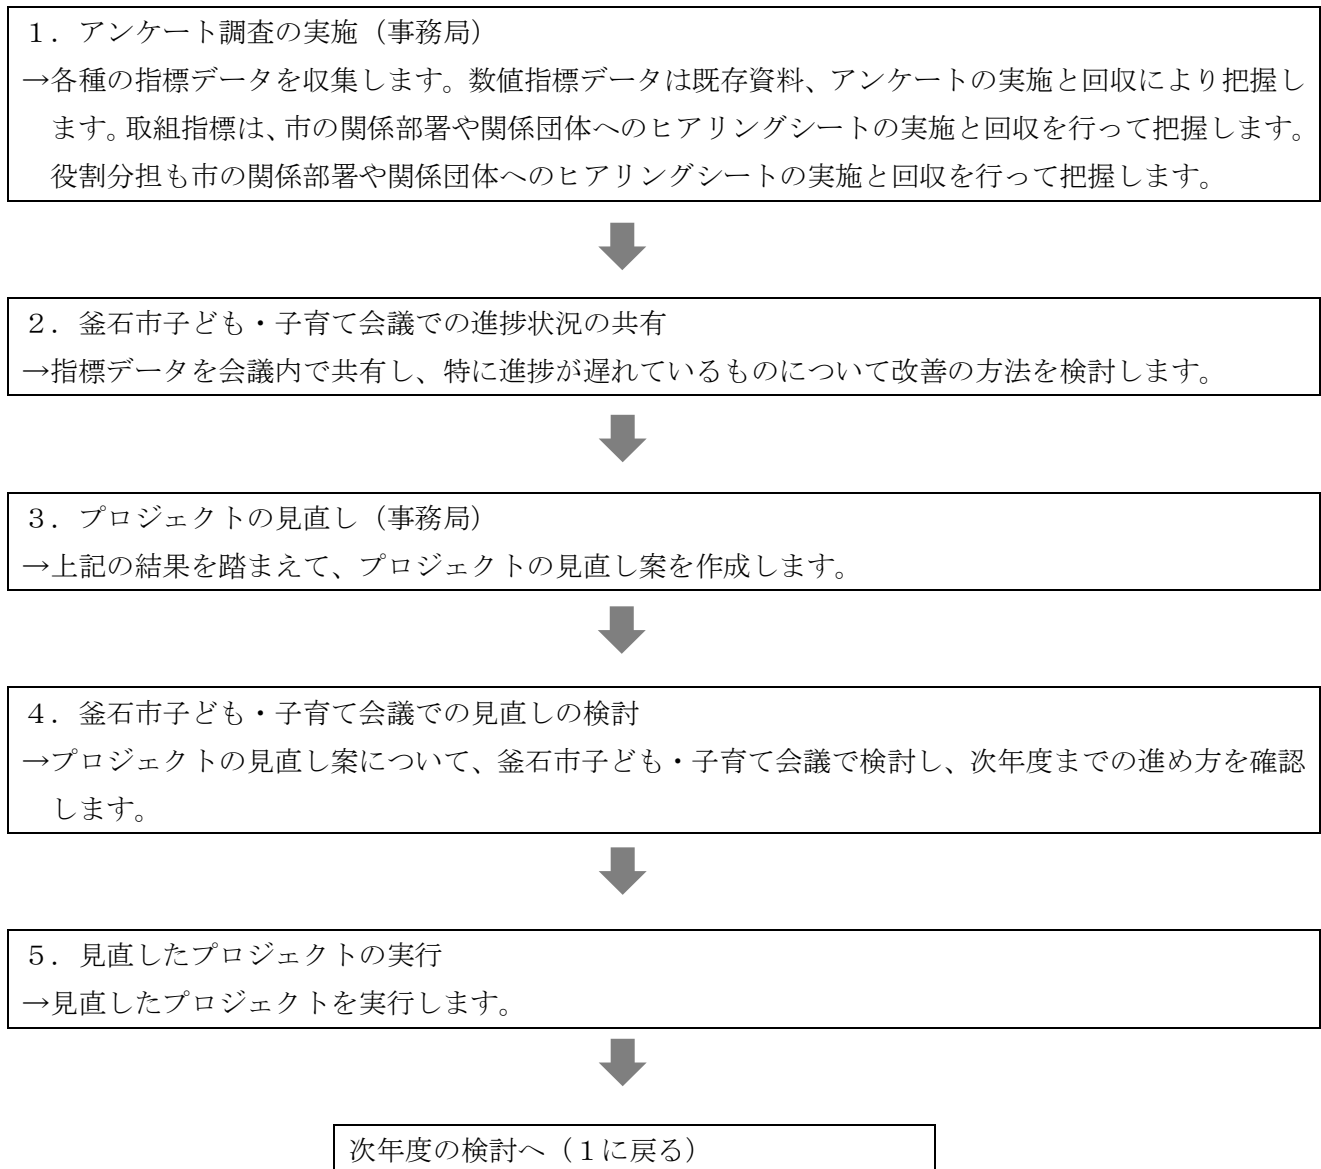 １．アンケート調査の実施（事務局）
→各種の指標データを収集します。数値指標データは既存資料、アンケートの実施と回収により把握し
ます。取組指標は、市の関係部署や関係団体へのヒアリングシートの実施と回収を行って把握します。
役割分担も市の関係部署や関係団体へのヒアリングシートの実施と回収を行って把握します。
２．釜石市子ども・子育て会議での進捗状況の共有
→指標データを会議内で共有し、特に進捗が遅れているものについて改善の方法を検討します。
３．プロジェクトの見直し（事務局）
→上記の結果を踏まえて、プロジェクトの見直し案を作成します。
４．釜石市子ども・子育て会議での見直しの検討
→プロジェクトの見直し案について、釜石市子ども・子育て会議で検討し、次年度までの進め方を確認
します。
５．見直したプロジェクトの実行
→見直したプロジェクトを実行します。
次年度の検討へ（１に戻る）